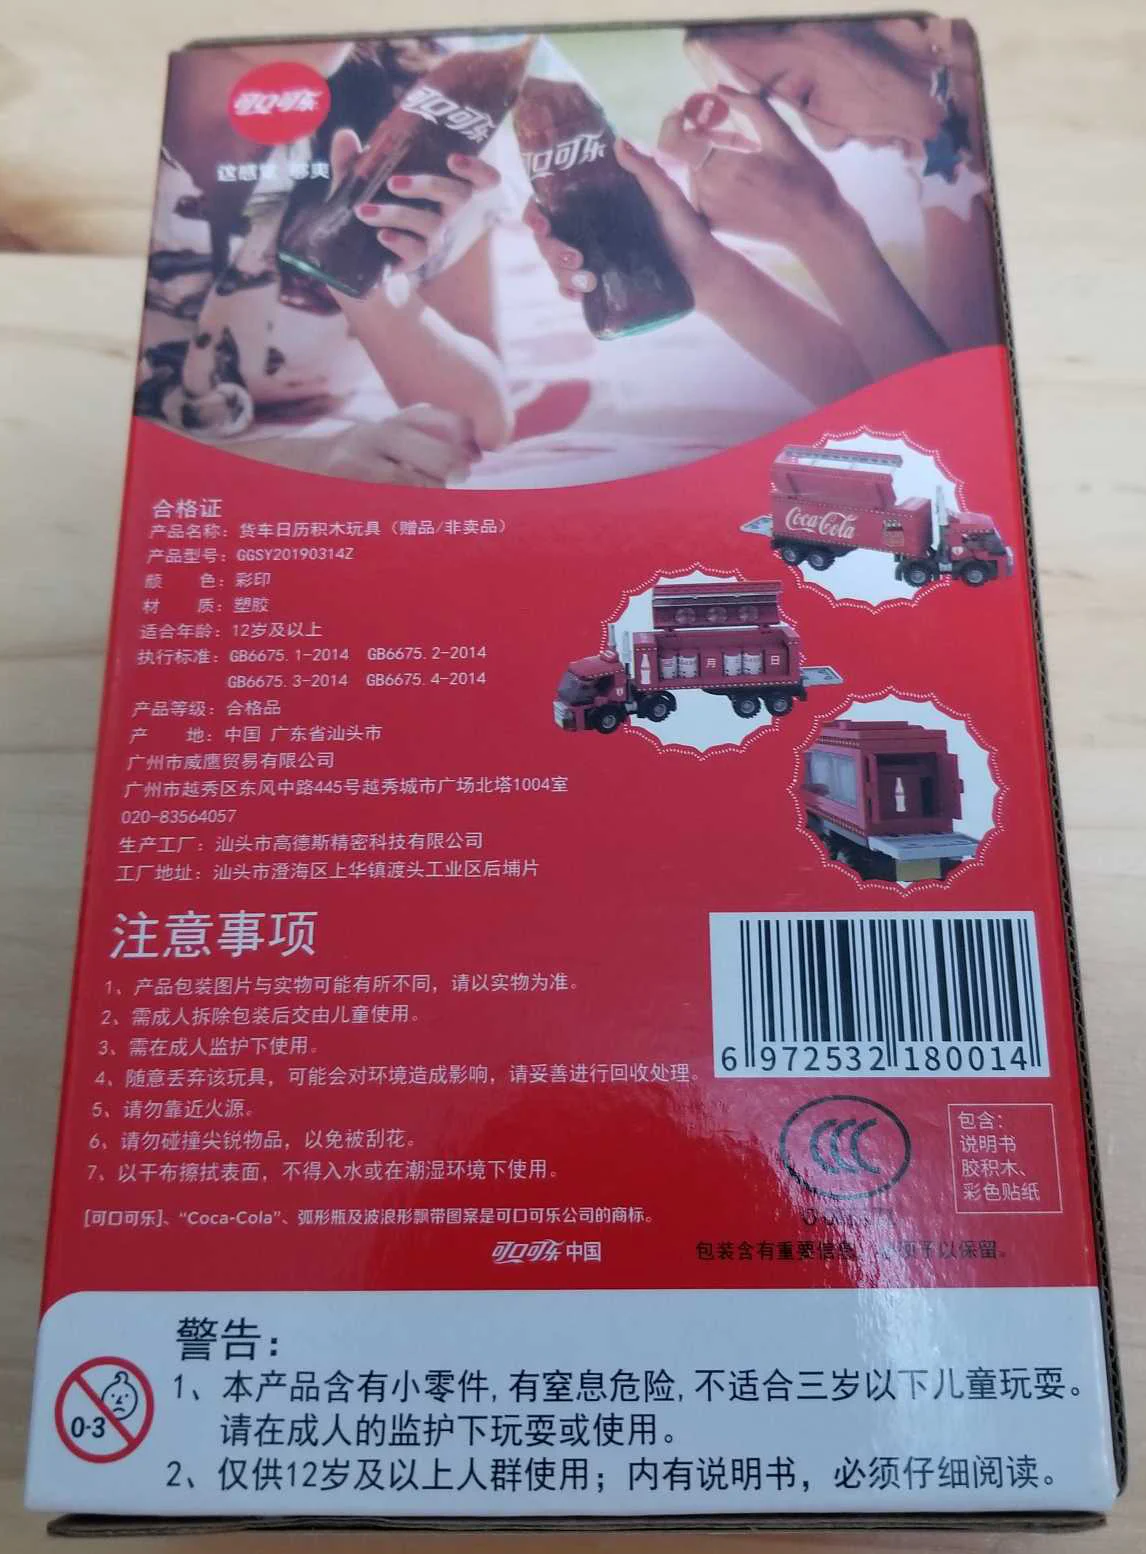 可口可乐
可口可乐
口可乐
这感觉 够爽
合格证
产品名称：货车日历积木玩具（赠品/非卖品）
产品型号：GGSY20190314Z
颜　　色：彩印
材　　质：塑胶
适合年龄：12岁及以上
执行标准：GB6675.1-2014 GB6675.2-2014
GB6675.3-2014 GB6675.4-2014
产品等级：合格品
产　　地：中国 广东省汕头市
广州市威鹰贸易有限公司
广州市越秀区东风中路445号越秀城市广场北塔1004室
020-83564057
生产工厂：汕头市高德斯精密科技有限公司
工厂地址：汕头市澄海区上华镇渡头工业区后埔片
Coca-Cola
月 日
注意事项
1、产品包装图片与实物可能有所不同，请以实物为准。
2、需成人拆除包装后交由儿童使用。
3、需在成人监护下使用。
4、随意丢弃该玩具，可能会对环境造成影响，请妥善进行回收处理。
5、请勿靠近火源。
6、请勿碰撞尖锐物品，以免被刮花。
7、以干布擦拭表面，不得入水或在潮湿环境下使用。
6 972532 180014
CCC
包含：
说明书
胶积木、
彩色贴纸
[可口可乐]、“Coca-Cola”、弧形瓶及波浪形飘带图案是可口可乐公司的商标。
可口可乐中国
包装含有重要信息 予以保留。
警告：
0-3
1、本产品含有小零件，有窒息危险，不适合三岁以下儿童玩耍。
请在成人的监护下玩耍或使用。
2、仅供12岁及以上人群使用；内有说明书，必须仔细阅读。